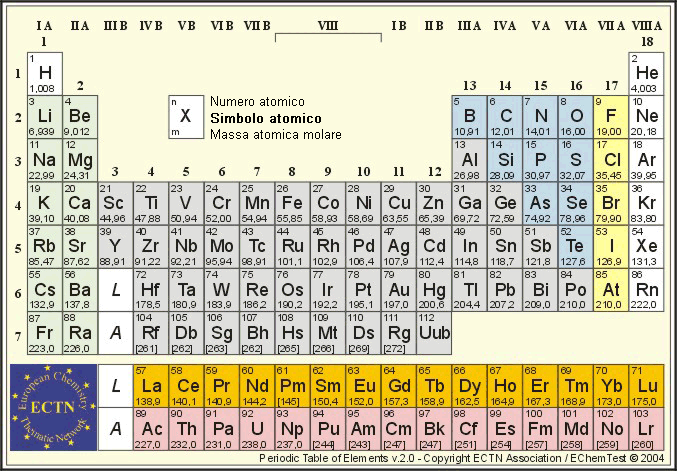 I A II A III B IV B V B VI B VII B VIII I B II B III A IV A V A VI A VII A VIII A
1 18
1 H 1,008 2 He 4,003
2 13 14 15 16 17
n X m
Numero atomico
Simbolo atomico
Massa atomica molare
1
2 3 Li 6,939 4 Be 9,012 5 B 10,91 6 C 12,01 7 N 14,01 8 O 16,00 9 F 19,00 10 Ne 20,18
3 11 Na 22,99 12 Mg 24,31 13 Al 26,98 14 Si 28,09 15 P 30,97 16 S 32,07 17 Cl 35,45 18 Ar 39,95
3 4 5 6 7 8 9 10 11 12
4 19 K 39,10 20 Ca 40,08 21 Sc 44,96 22 Ti 47,88 23 V 50,94 24 Cr 52,00 25 Mn 54,94 26 Fe 55,85 27 Co 58,93 28 Ni 58,69 29 Cu 63,55 30 Zn 65,39 31 Ga 69,72 32 Ge 72,59 33 As 74,92 34 Se 78,96 35 Br 79,90 36 Kr 83,80
5 37 Rb 85,47 38 Sr 87,62 39 Y 88,91 40 Zr 91,22 41 Nb 92,21 42 Mo 95,94 43 Tc 98,91 44 Ru 101,1 45 Rh 102,9 46 Pd 106,4 47 Ag 107,9 48 Cd 112,4 49 In 114,8 50 Sn 118,7 51 Sb 121,8 52 Te 127,6 53 I 126,9 54 Xe 131,3
6 55 Cs 132,9 56 Ba 137,8 L 72 Hf 178,5 73 Ta 180,9 74 W 183,9 75 Re 186,2 76 Os 190,2 77 Ir 192,2 78 Pt 195,1 79 Au 197,0 80 Hg 200,6 81 Tl 204,4 82 Pb 207,2 83 Bi 209,0 84 Po 210,0 85 At 210,0 86 Rn 222,0
7 87 Fr 223,0 88 Ra 226,0 A 104 Rf [261] 105 Db [262] 106 Sg [263] 107 Bh [262] 108 Hs [265] 109 Mt [266] 110 Ds [269] 111 Rg [272] 112 Uub
European Chemistry
ECTN
Thematic Network
L 57 La 138,9 58 Ce 140,1 59 Pr 140,9 60 Nd 144,2 61 Pm [145] 62 Sm 150,4 63 Eu 152,0 64 Gd 157,3 65 Tb 158,9 66 Dy 162,5 67 Ho 164,9 68 Er 167,3 69 Tm 168,9 70 Yb 173,0 71 Lu 175,0
A 89 Ac 227,0 90 Th 232,0 91 Pa 231,0 92 U 238,0 93 Np 237,0 94 Pu [244] 95 Am [243] 96 Cm [247] 97 Bk [247] 98 Cf [251] 99 Es [254] 100 Fm [257] 101 Md [258] 102 No [259] 103 Lr [260]
Periodic Table of Elements v.2.0 - Copyright ECTN Association / EChemTest © 2004